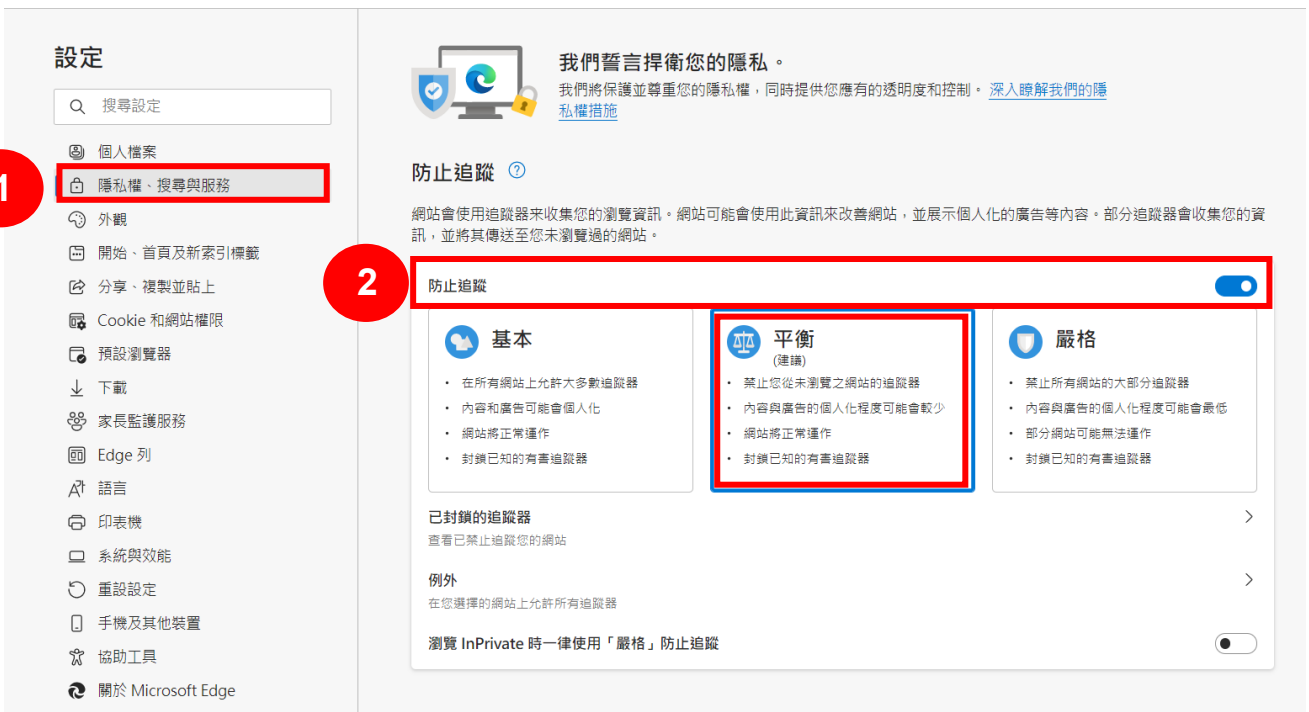 設定
搜尋設定
個人檔案
1
隱私權、搜尋與服務
外觀
開始、首頁及新索引標籤
分享、複製並貼上
Cookie 和網站權限
預設瀏覽器
下載
家長監護服務
Edge 列
語言
印表機
系統與效能
重設設定
手機及其他裝置
協助工具
關於 Microsoft Edge
我們誓言捍衛您的隱私。
我們將保護並尊重您的隱私權,同時提供您應有的透明度和控制。 深入瞭解我們的隱
私權措施
防止追蹤
網站會使用追蹤器來收集您的瀏覽資訊。網站可能會使用此資訊來改善網站,並展示個人化的廣告等內容。部分追蹤器會收集您的資
訊,並將其傳送至您未瀏覽過的網站。
2
防止追蹤
基本
• 在所有網站上允許大多數追蹤器
• 內容和廣告可能會個人化
• 網站將正常運作
• 封鎖已知的有害追蹤器
平衡
(建議)
• 禁止您從未瀏覽之網站的追蹤器
• 內容與廣告的個人化程度可能會較少
• 網站將正常運作
• 封鎖已知的有害追蹤器
嚴格
• 禁止所有網站的大部分追蹤器
• 內容與廣告的個人化程度可能會最低
• 部分網站可能無法運作
• 封鎖已知的有害追蹤器
已封鎖的追蹤器
查看已禁止追蹤您的網站
例外
在您選擇的網站上允許所有追蹤器
瀏覽 InPrivate 時一律使用「嚴格」防止追蹤